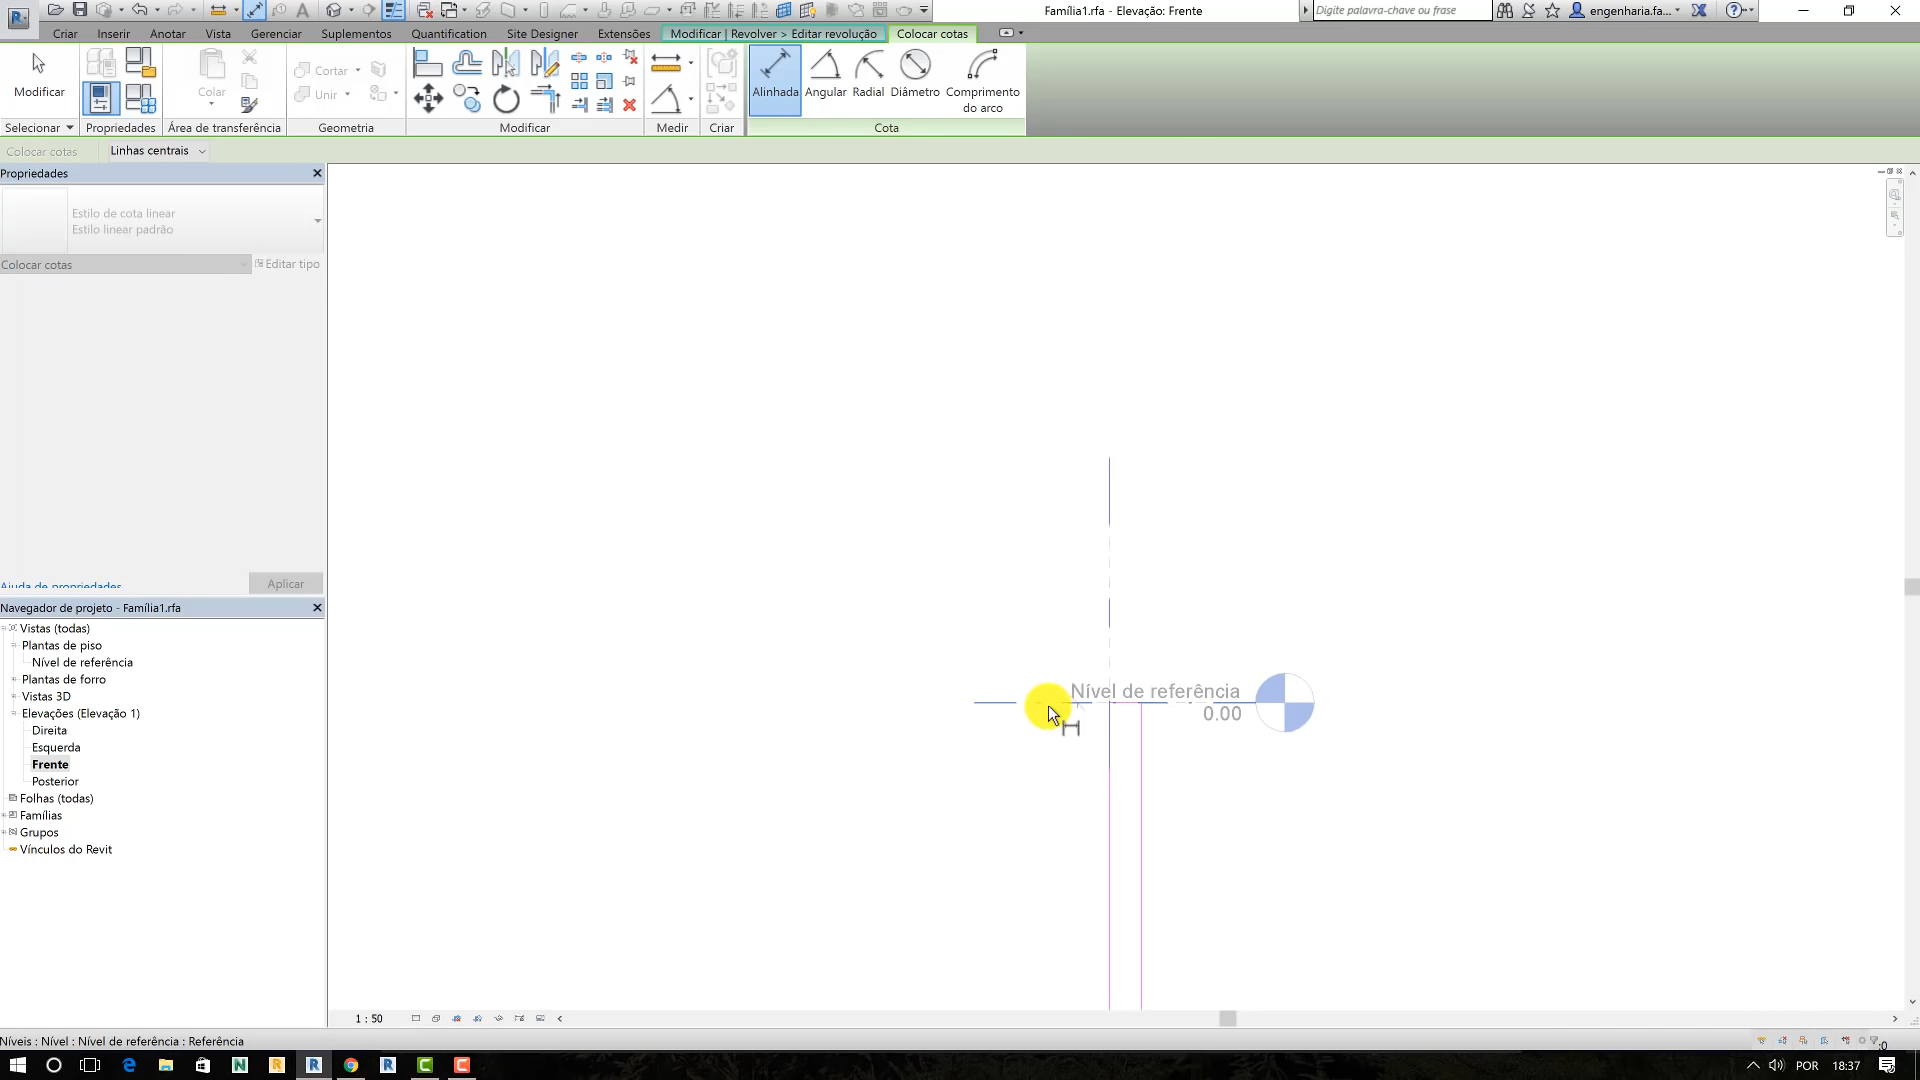 Família1.rfa - Elevação: Frente
Digite palavra-chave ou frase
engenharia.fa...
Criar
Inserir
Anotar
Vista
Gerenciar
Suplementos
Quantification
Site Designer
Extensões
Modificar | Revolver > Editar revolução
Colocar cotas
Modificar
Colar
Cortar
Unir
Alinhada
Angular
Radial
Diâmetro
Comprimento
do arco
Selecionar
Propriedades
Área de transferência
Geometria
Modificar
Medir
Criar
Cota
Colocar cotas
Linhas centrais
Propriedades
Estilo de cota linear
Estilo linear padrão
Colocar cotas
Editar tipo
Ajuda de propriedades
Aplicar
Navegador de projeto - Família1.rfa
Vistas (todas)
Plantas de piso
Nível de referência
Plantas de forro
Vistas 3D
Elevações (Elevação 1)
Direita
Esquerda
Frente
Posterior
Folhas (todas)
Famílias
Grupos
Vínculos do Revit
Nível de referência
0.00
1 : 50
Níveis : Nível : Nível de referência : Referência
:0
POR
18:37